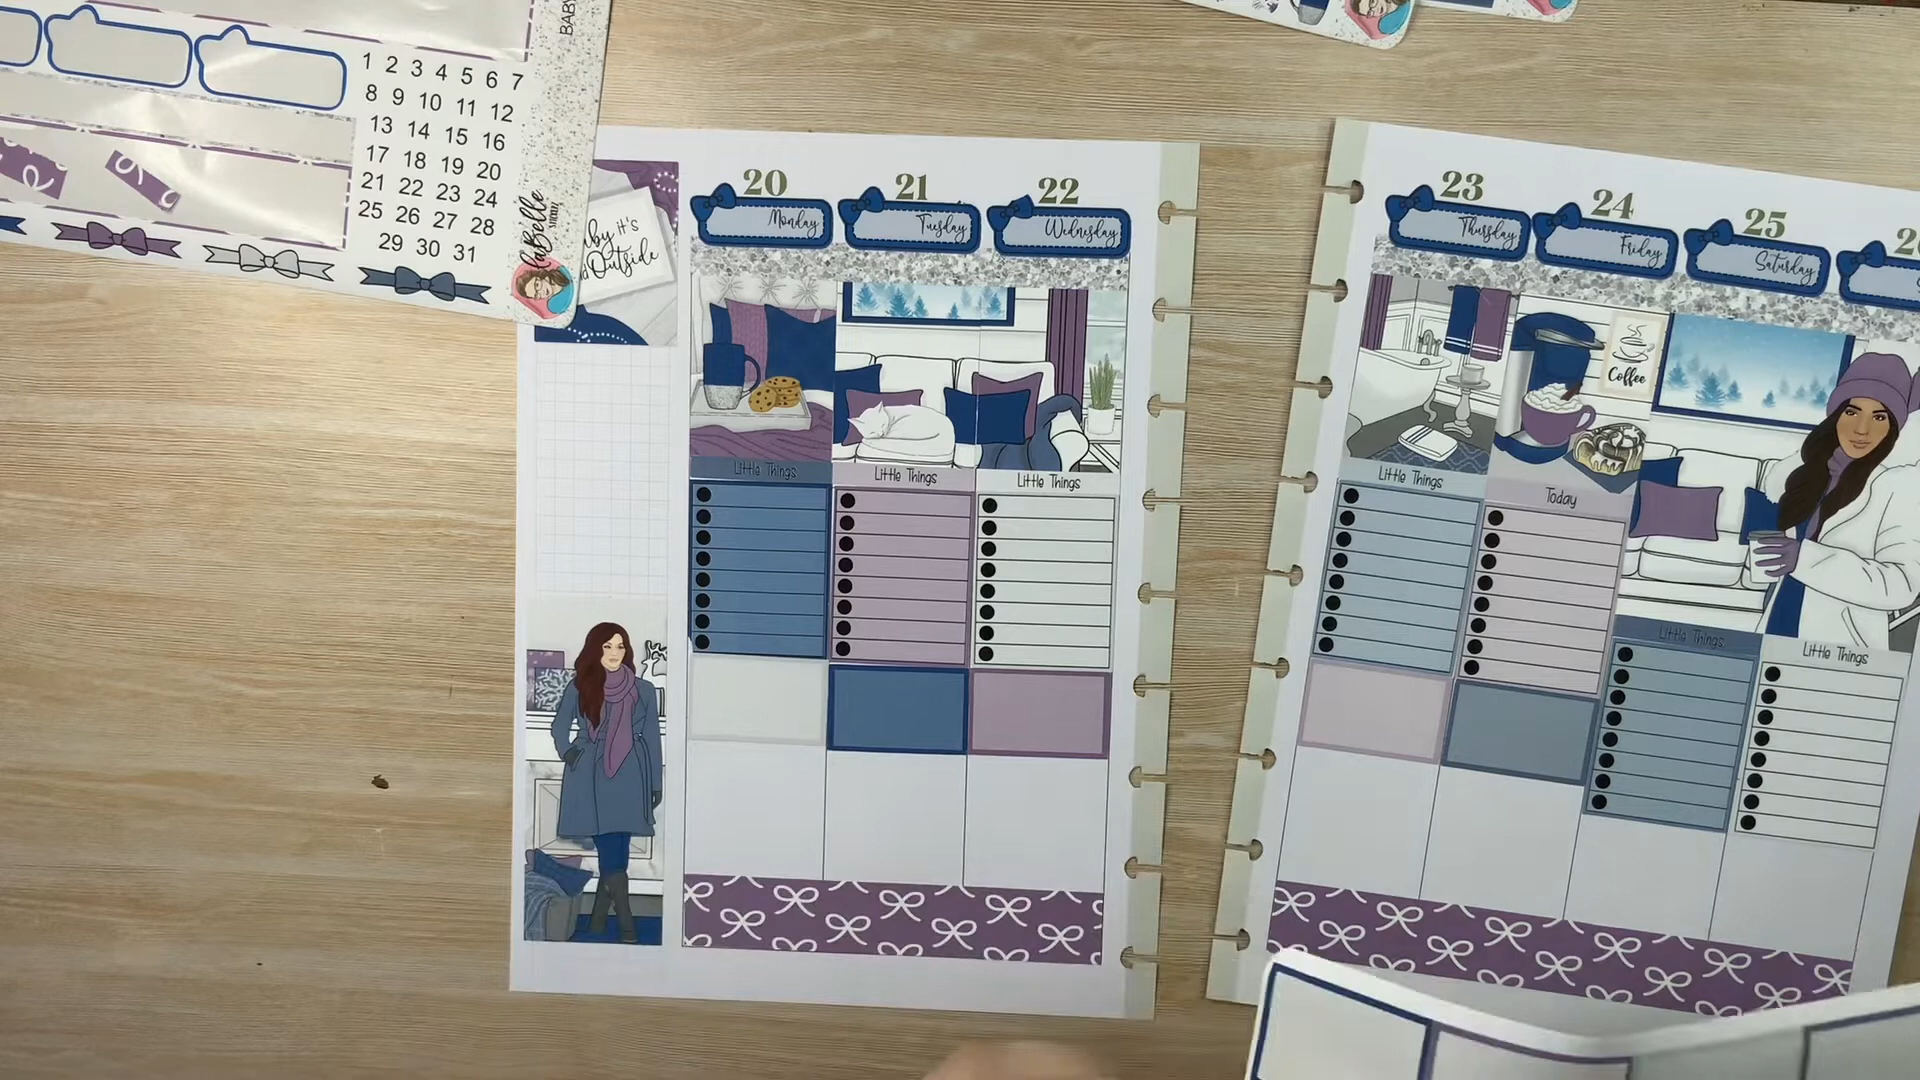 BABY
1 2 3 4 5 6 7
8 9 10 11 12
13 14 15 16
17 18 19 20
21 22 23 24
25 26 27 28
29 30 31
laBelle
by it's
Outside
20 21 22
Monday Tuesday Wednesday
Little Things Little Things Little Things
23 24 25
Thursday Friday Saturday
Coffee
Little Things Today
Little Things Little Things